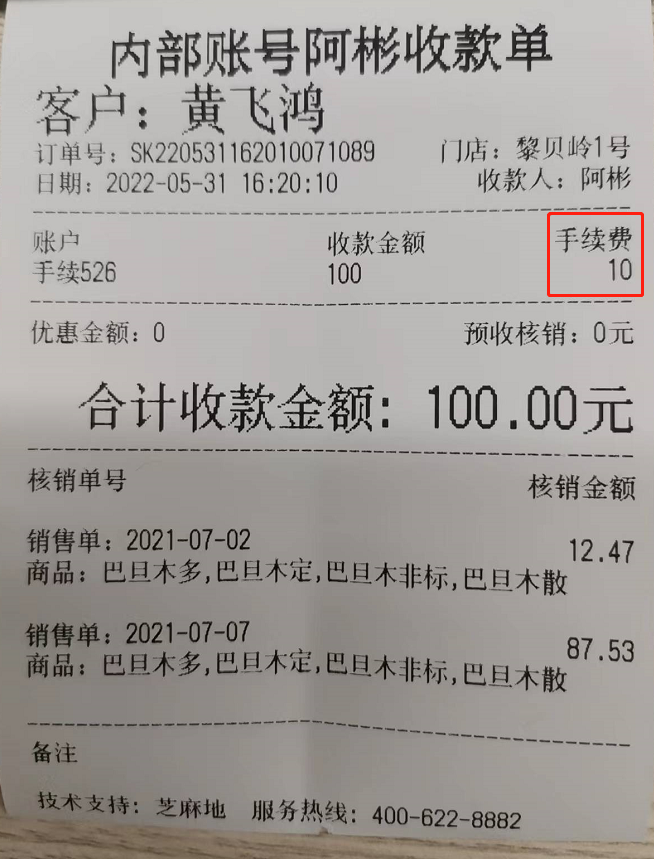 内部账号阿彬收款单
客户：黄飞鸿
订单号：SK220531162010071089 门店：黎贝岭1号
日期：2022-05-31 16:20:10 收款人：阿彬
账户 收款金额 手续费
手续526 100 10
优惠金额：0 预收核销：0元
合计收款金额：100.00元
核销单号 核销金额
销售单：2021-07-02 12.47
商品：巴旦木多,巴旦木定,巴旦木非标,巴旦木散
销售单：2021-07-07 87.53
商品：巴旦木多,巴旦木定,巴旦木非标,巴旦木散
备注
技术支持：芝麻地 服务热线：400-622-8882